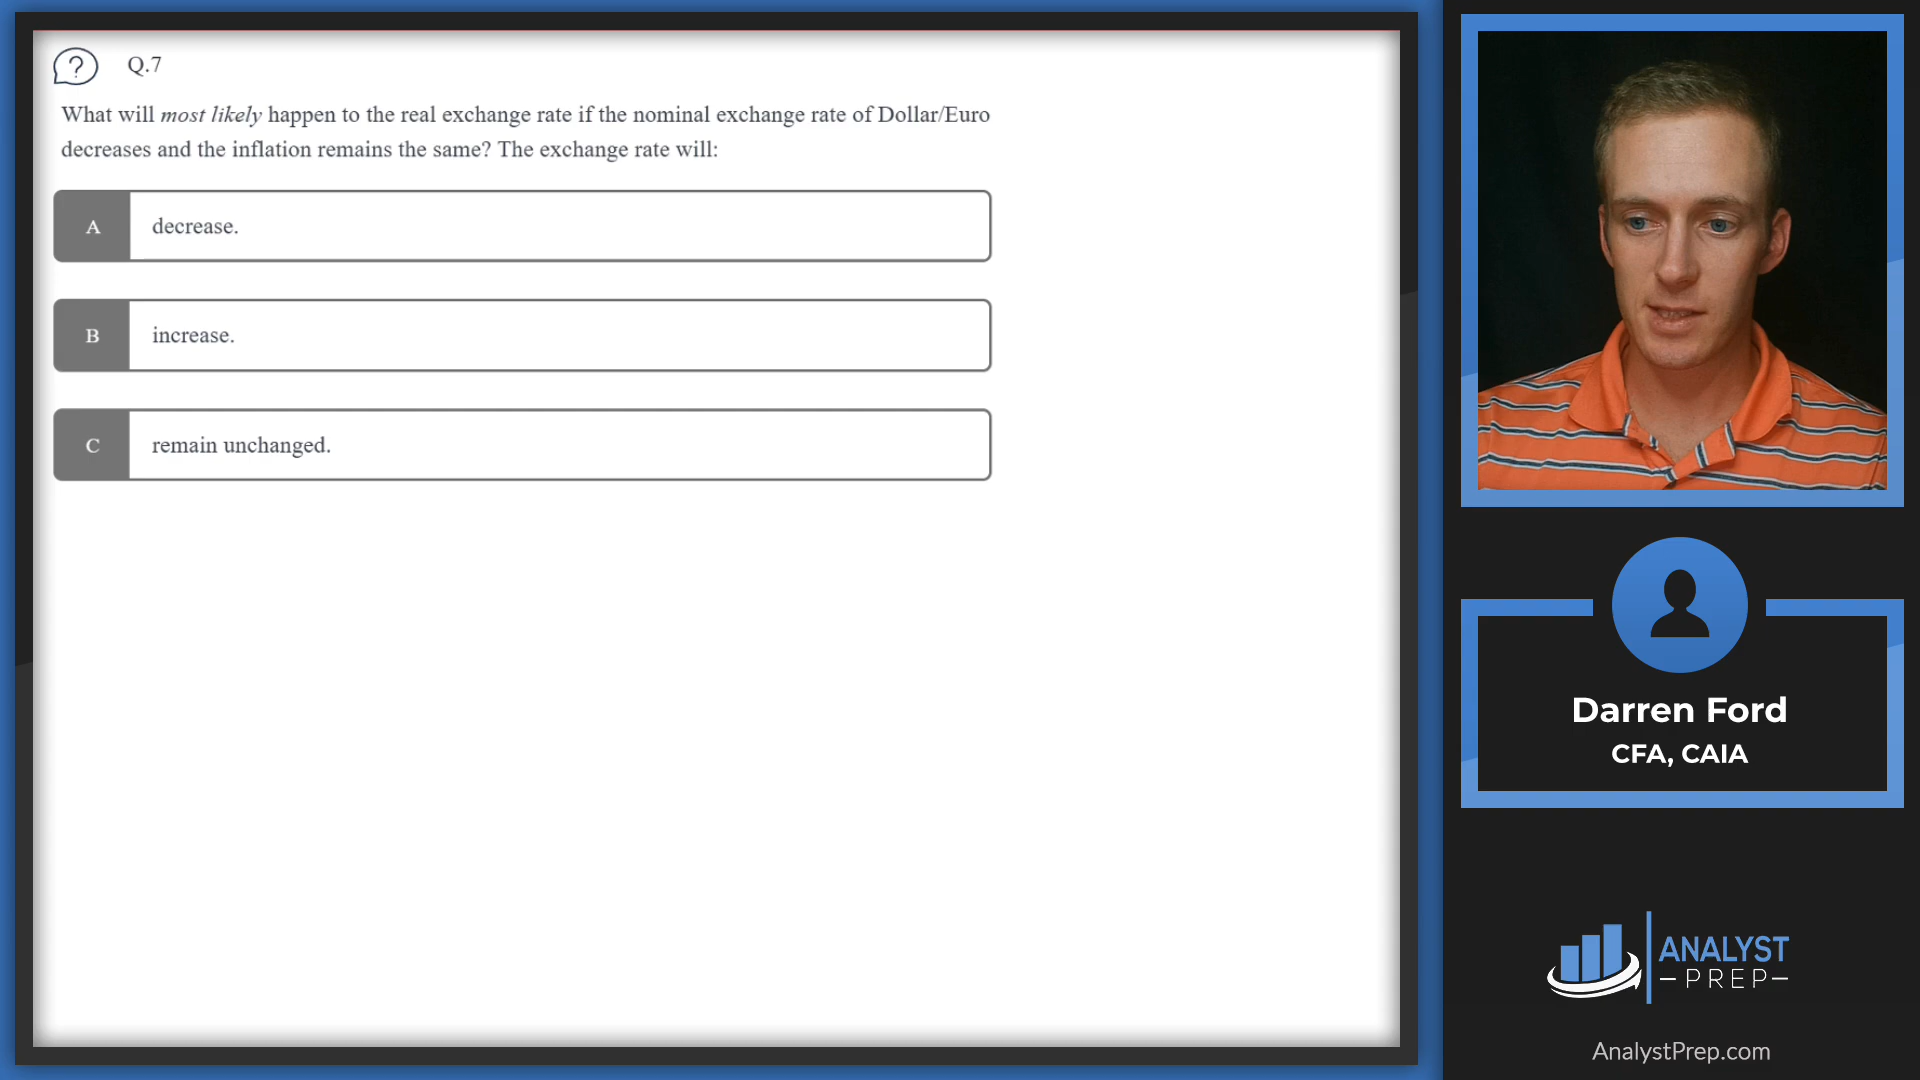 ?
Q.7
What will most likely happen to the real exchange rate if the nominal exchange rate of Dollar/Euro
decreases and the inflation remains the same? The exchange rate will:
A
decrease.
B
increase.
C
remain unchanged.
Darren Ford
CFA, CAIA
ANALYST
PREP
AnalystPrep.com